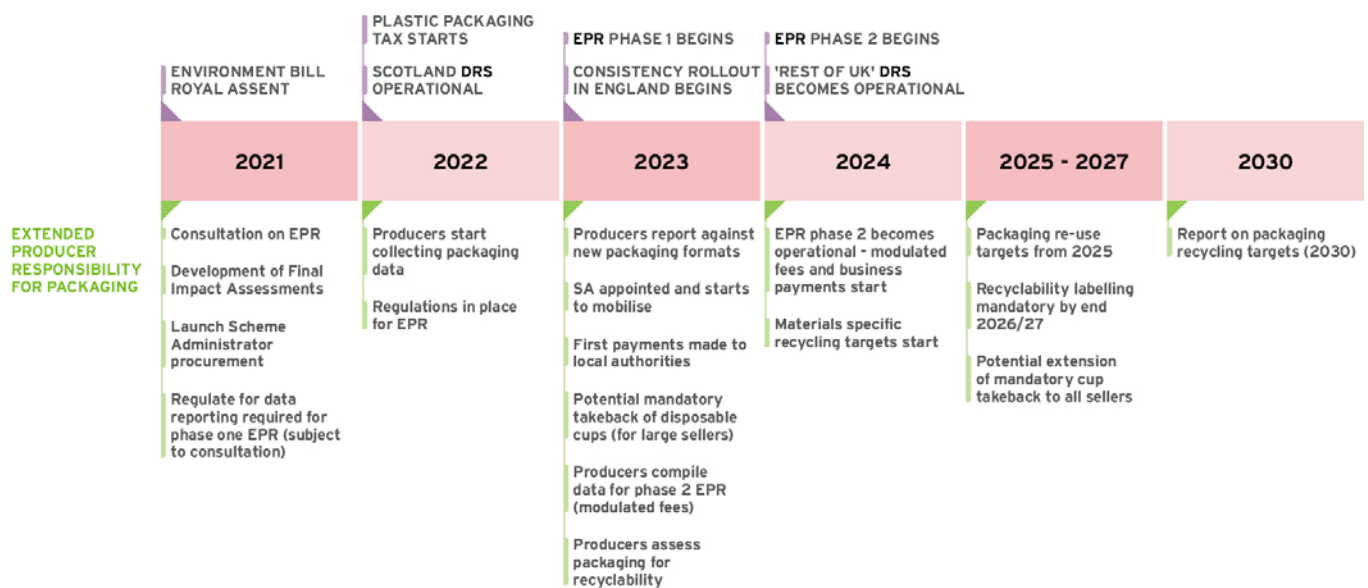 PLASTIC PACKAGING
TAX STARTS
EPR PHASE 1 BEGINS
EPR PHASE 2 BEGINS
ENVIRONMENT BILL
ROYAL ASSENT
SCOTLAND DRS
OPERATIONAL
CONSISTENCY ROLLOUT
IN ENGLAND BEGINS
'REST OF UK' DRS
BECOMES OPERATIONAL
2021
2022
2023
2024
2025 - 2027
2030
EXTENDED
PRODUCER
RESPONSIBILITY
FOR PACKAGING
Consultation on EPR
Development of Final
Impact Assessments
Launch Scheme
Administrator
procurement
Regulate for data
reporting required for
phase one EPR (subject
to consultation)
Producers start
collecting packaging
data
Regulations in place
for EPR
Producers report against
new packaging formats
SA appointed and starts
to mobilise
First payments made to
local authorities
Potential mandatory
takeback of disposable
cups (for large sellers)
Producers compile
data for phase 2 EPR
(modulated fees)
Producers assess
packaging for
recyclability
EPR phase 2 becomes
operational - modulated
fees and business
payments start
Materials specific
recycling targets start
Packaging re-use
targets from 2025
Recyclability labelling
mandatory by end
2026/27
Potential extension
of mandatory cup
takeback to all sellers
Report on packaging
recycling targets (2030)